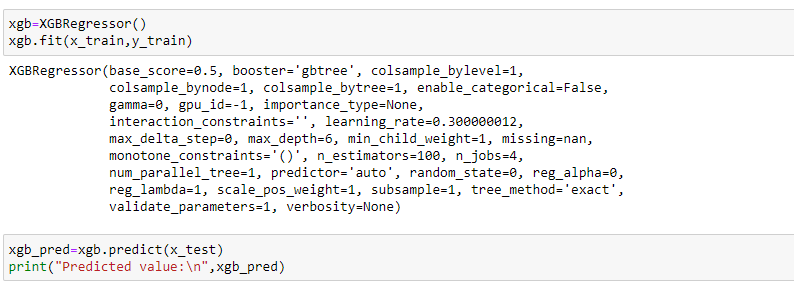 xgb=XGBRegressor()
xgb.fit(x_train,y_train)
XGBRegressor(base_score=0.5, booster='gbtree', colsample_bylevel=1,
colsample_bynode=1, colsample_bytree=1, enable_categorical=False,
gamma=0, gpu_id=-1, importance_type=None,
interaction_constraints='', learning_rate=0.300000012,
max_delta_step=0, max_depth=6, min_child_weight=1, missing=nan,
monotone_constraints='()', n_estimators=100, n_jobs=4,
num_parallel_tree=1, predictor='auto', random_state=0, reg_alpha=0,
reg_lambda=1, scale_pos_weight=1, subsample=1, tree_method='exact',
validate_parameters=1, verbosity=None)
xgb_pred=xgb.predict(x_test)
print("Predicted value:\n",xgb_pred)